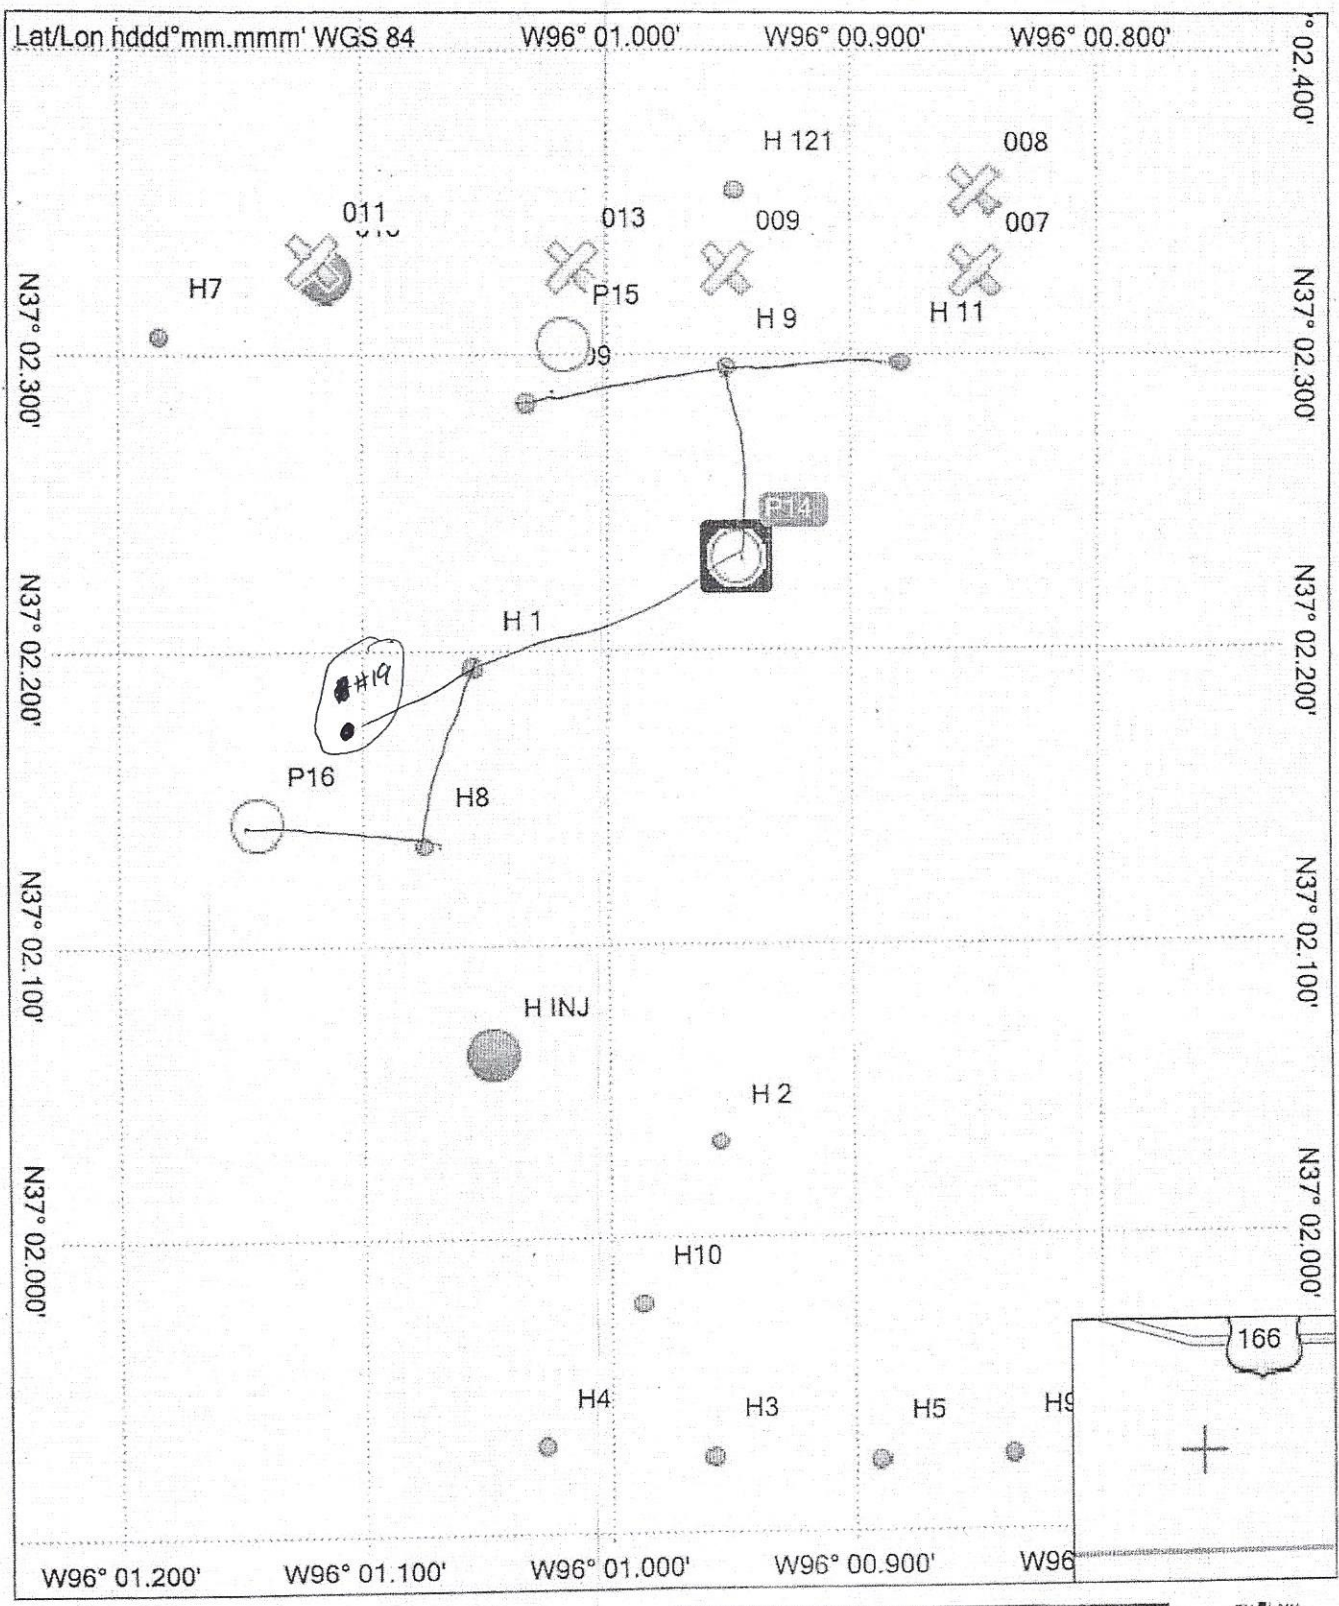 Lat/Lon hddd°mm.mmm' WGS 84 W96° 01.000' W96° 00.900' W96° 00.800'
° 02.400'
H 121
008
011
013
009
007
H7
P15
H 9
H 11
09
N37° 02.300'
N37° 02.300'
P14
N37° 02.200'
N37° 02.200'
H 1
#19
P16
H8
N37° 02.100'
N37° 02.100'
H INJ
H 2
N37° 02.000'
N37° 02.000'
H10
166
H4
H3
H5
H9
W96° 01.200' W96° 01.100' W96° 01.000' W96° 00.900' W96